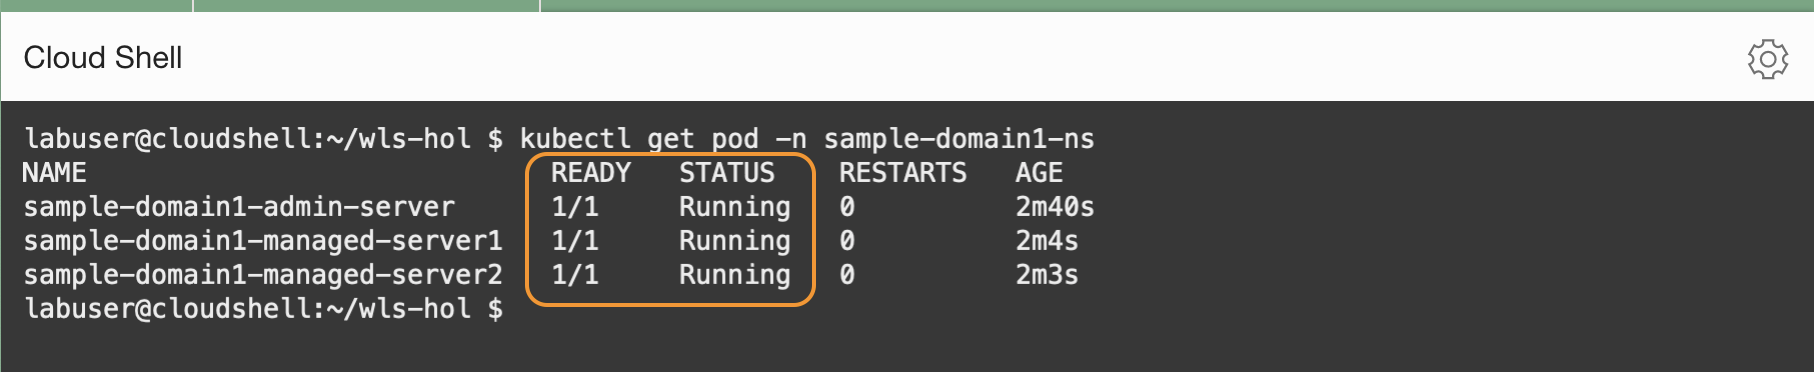 Cloud Shell
labuser@cloudshell:~/wls-hol $ kubectl get pod -n sample-domain1-ns
NAME READY STATUS RESTARTS AGE
sample-domain1-admin-server 1/1 Running 0 2m40s
sample-domain1-managed-server1 1/1 Running 0 2m4s
sample-domain1-managed-server2 1/1 Running 0 2m3s
labuser@cloudshell:~/wls-hol $